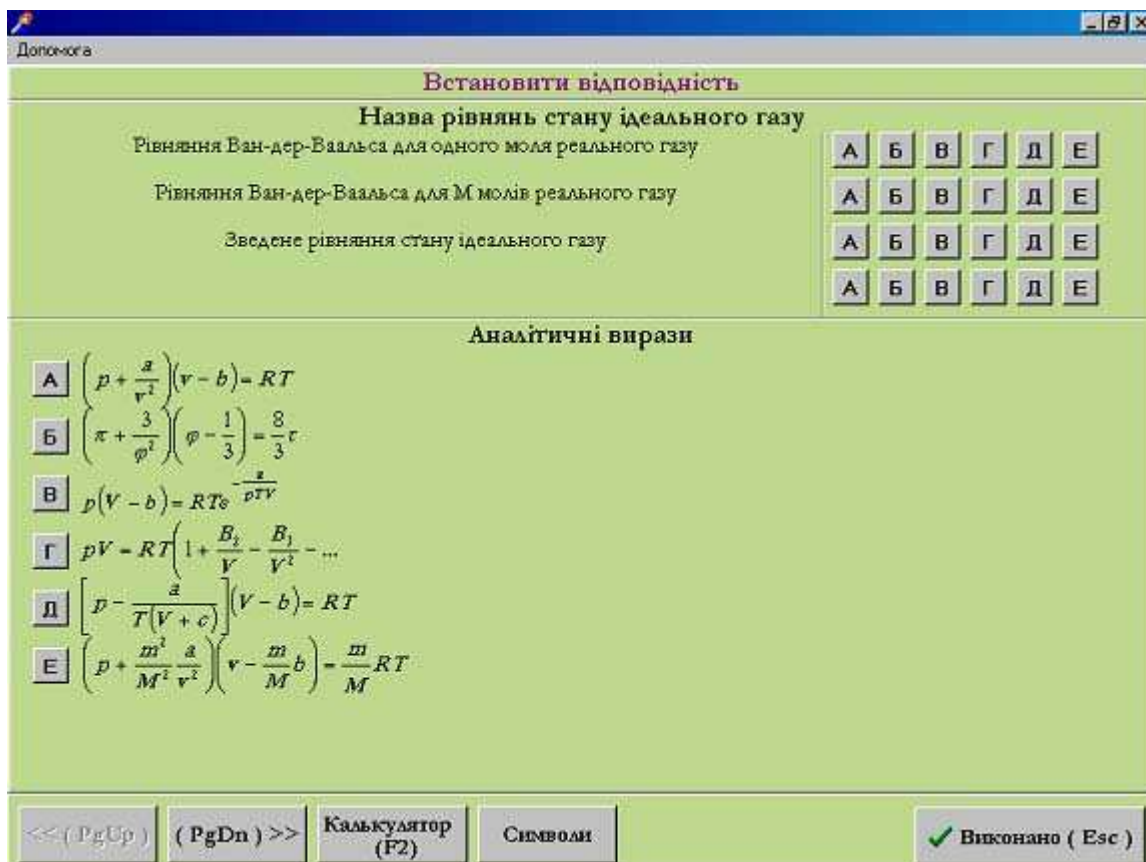 Допомога
Встановити відповідність
Назва рівнянь стану ідеального газу
Рівняння Ван-дер-Ваальса для одного моля реального газу А Б В Г Д Е
Рівняння Ван-дер-Ваальса для М молів реального газу А Б В Г Д Е
Зведене рівняння стану ідеального газу А Б В Г Д Е
А Б В Г Д Е
Аналітичні вирази
А (p + a/v²)(v − b) = RT
Б (π + 3/φ²)(φ − 1/3) = 8/3 τ
В p(V − b) = RTe^(−a/pTV)
Г pV = RT(1 + B₂/V − B₃/V² − ...
Д [p − a/T(V + c)](V − b) = RT
Е (p + m²/M² a/v²)(v − m/M b) = m/M RT
<< ( PgUp ) ( PgDn ) >> Калькулятор (F2) Символи Виконано ( Esc )